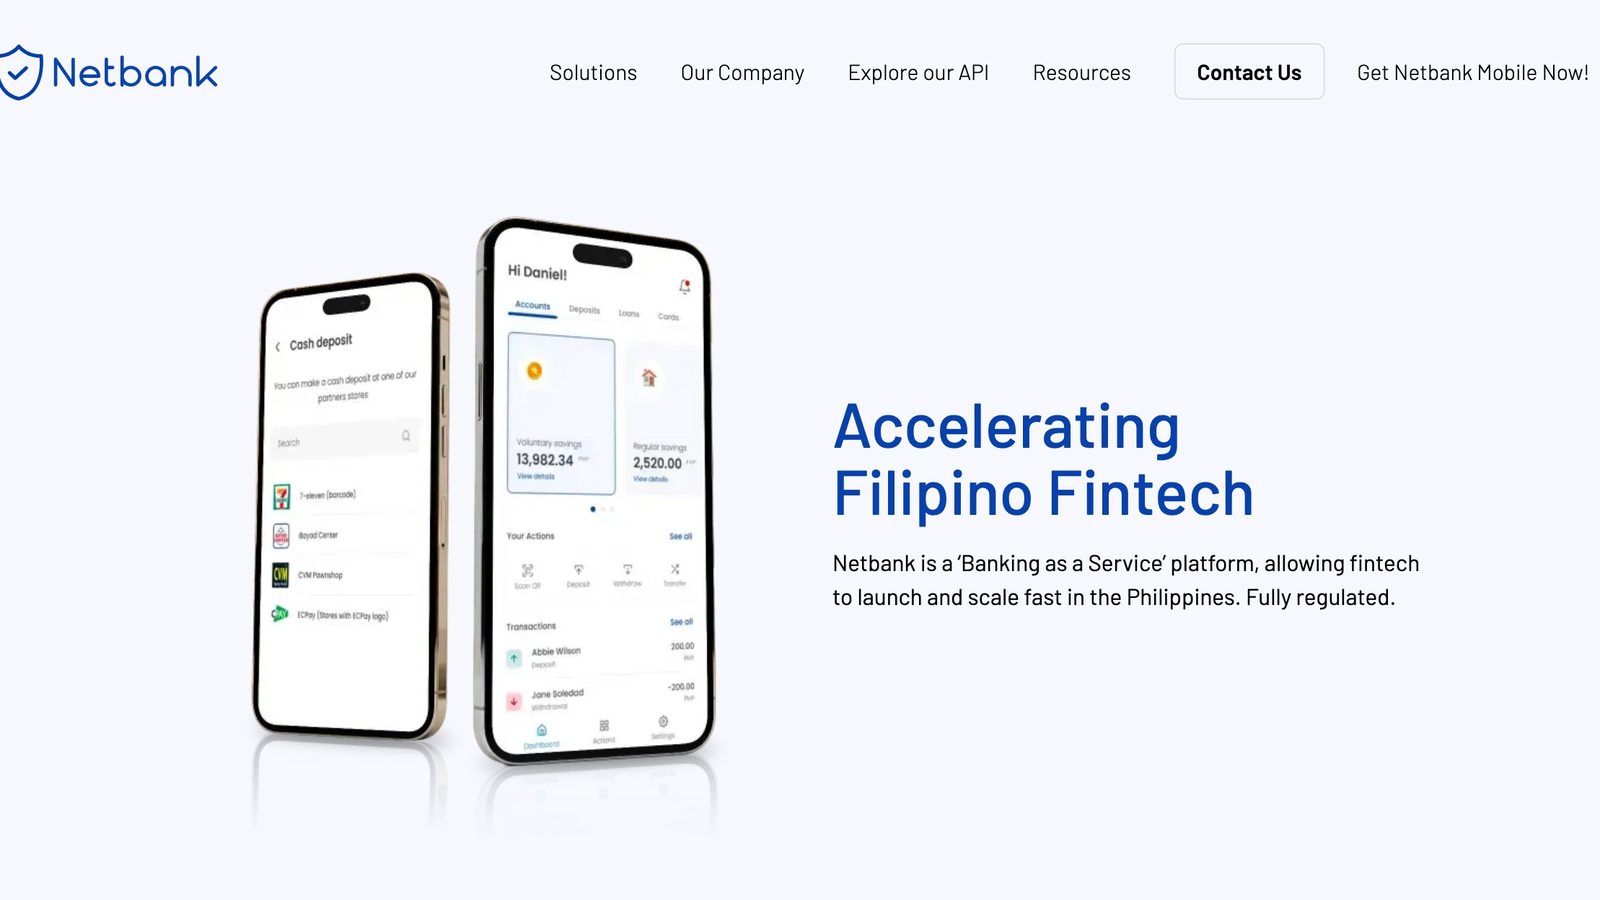 Netbank
Solutions
Our Company
Explore our API
Resources
Contact Us
Get Netbank Mobile Now!
Cash deposit
You can make a cash deposit at one of our
partners stores
Search
7-eleven (barcode)
Bayad Center
CVM Pawnshop
ECPay (Stores with ECPay logo)
Hi Daniel!
Accounts
Deposits
Loans
Cards
Voluntary savings
13,982.34 PHP
View details
Regular savings
2,520.00 PHP
View details
Your Actions
See all
Scan QR
Deposit
Withdraw
Transfer
Transactions
See all
Abbie Wilson
200.00
Deposit
PHP
Jane Soledad
-200.00
Withdrawal
PHP
Dashboard
Actions
Settings
Accelerating
Filipino Fintech
Netbank is a ‘Banking as a Service’ platform, allowing fintech
to launch and scale fast in the Philippines. Fully regulated.